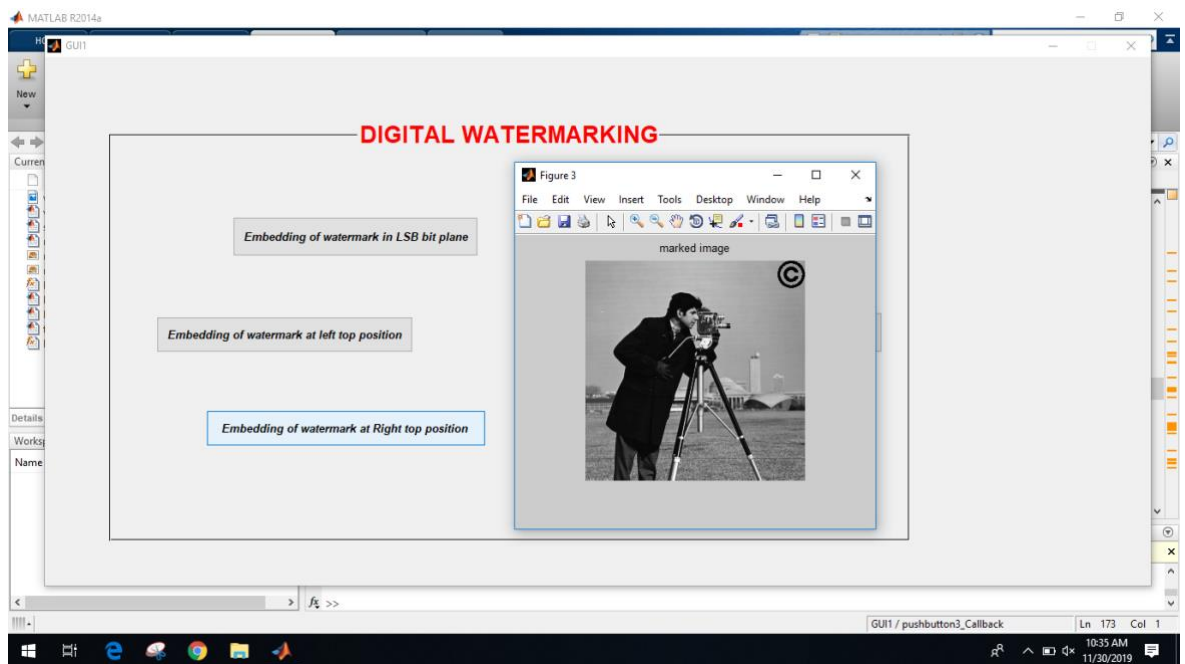 MATLAB R2014a
GUI1
New
DIGITAL WATERMARKING
Figure 3
File Edit View Insert Tools Desktop Window Help
marked image
©
Embedding of watermark in LSB bit plane
Embedding of watermark at left top position
Embedding of watermark at Right top position
Details
Name
fx >>
GUI1 / pushbutton3_Callback
Ln 173 Col 1
10:35 AM
11/30/2019